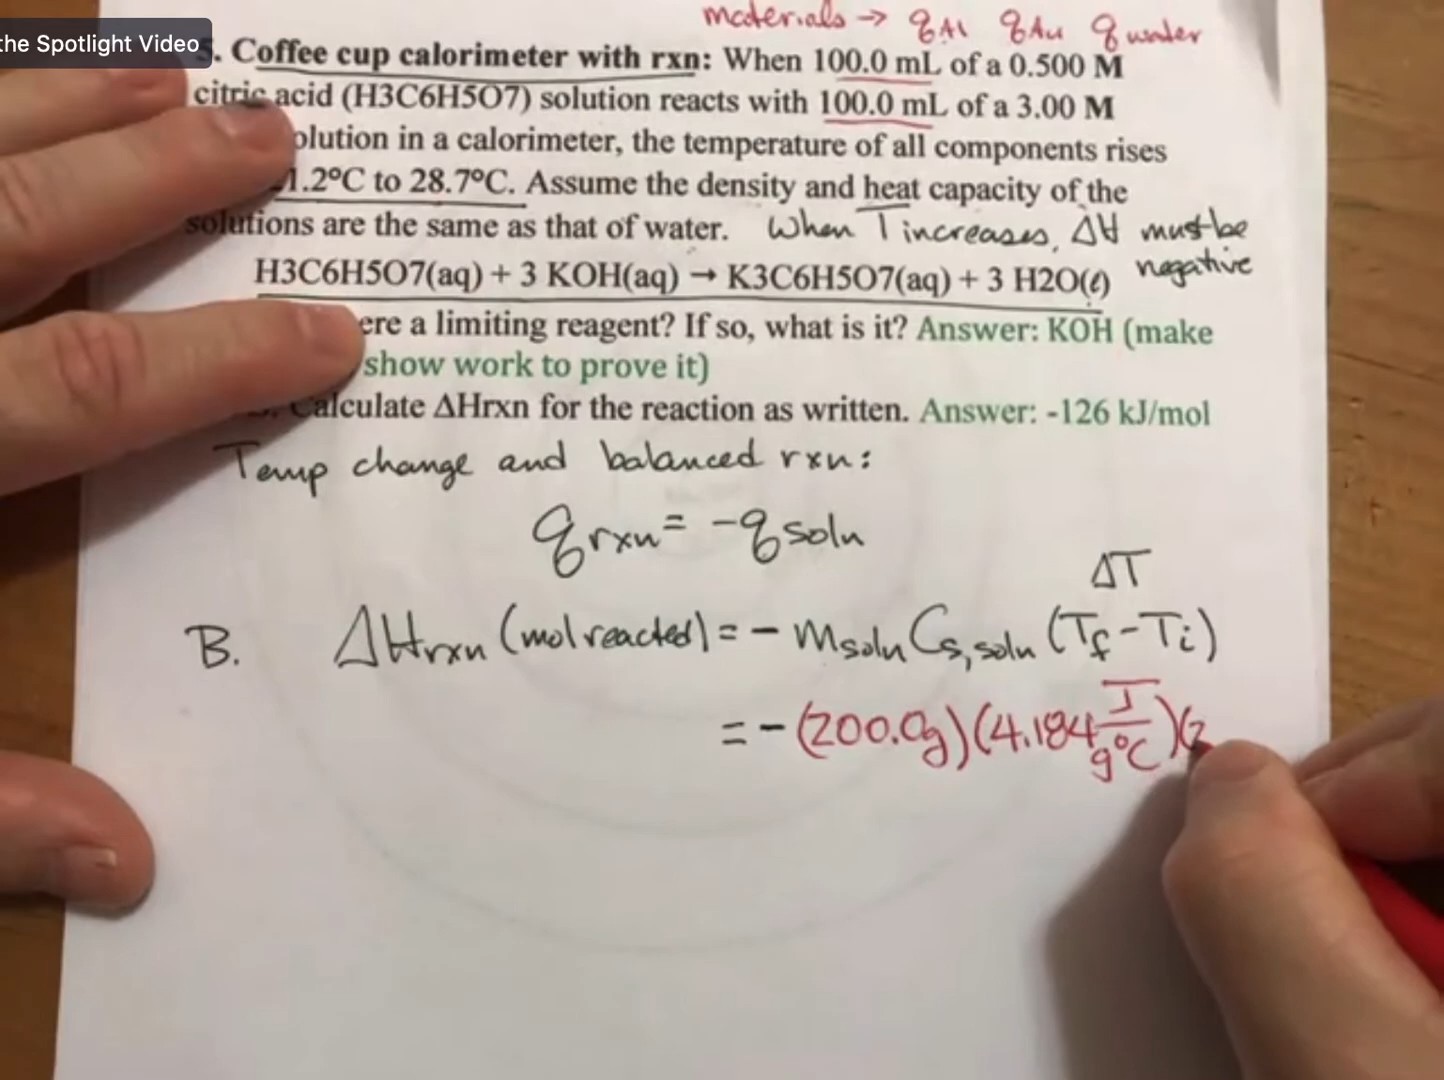 the Spotlight Video
materials → qAl qAu qwater
5. Coffee cup calorimeter with rxn: When 100.0 mL of a 0.500 M
citric acid (H3C6H5O7) solution reacts with 100.0 mL of a 3.00 M
olution in a calorimeter, the temperature of all components rises
1.2ºC to 28.7ºC. Assume the density and heat capacity of the
solutions are the same as that of water. When T increases, ΔH must be
negative
H3C6H5O7(aq) + 3 KOH(aq) → K3C6H5O7(aq) + 3 H2O(ℓ)
ere a limiting reagent? If so, what is it? Answer: KOH (make
show work to prove it)
B. Calculate ΔHrxn for the reaction as written. Answer: -126 kJ/mol
Temp change and balanced rxn:
qrxn = -qsoln
ΔT
B. ΔHrxn (mol reacted) = - msoln Cs,soln (Tf - Ti)
= - (200.0g)(4.184 J/g°C)(